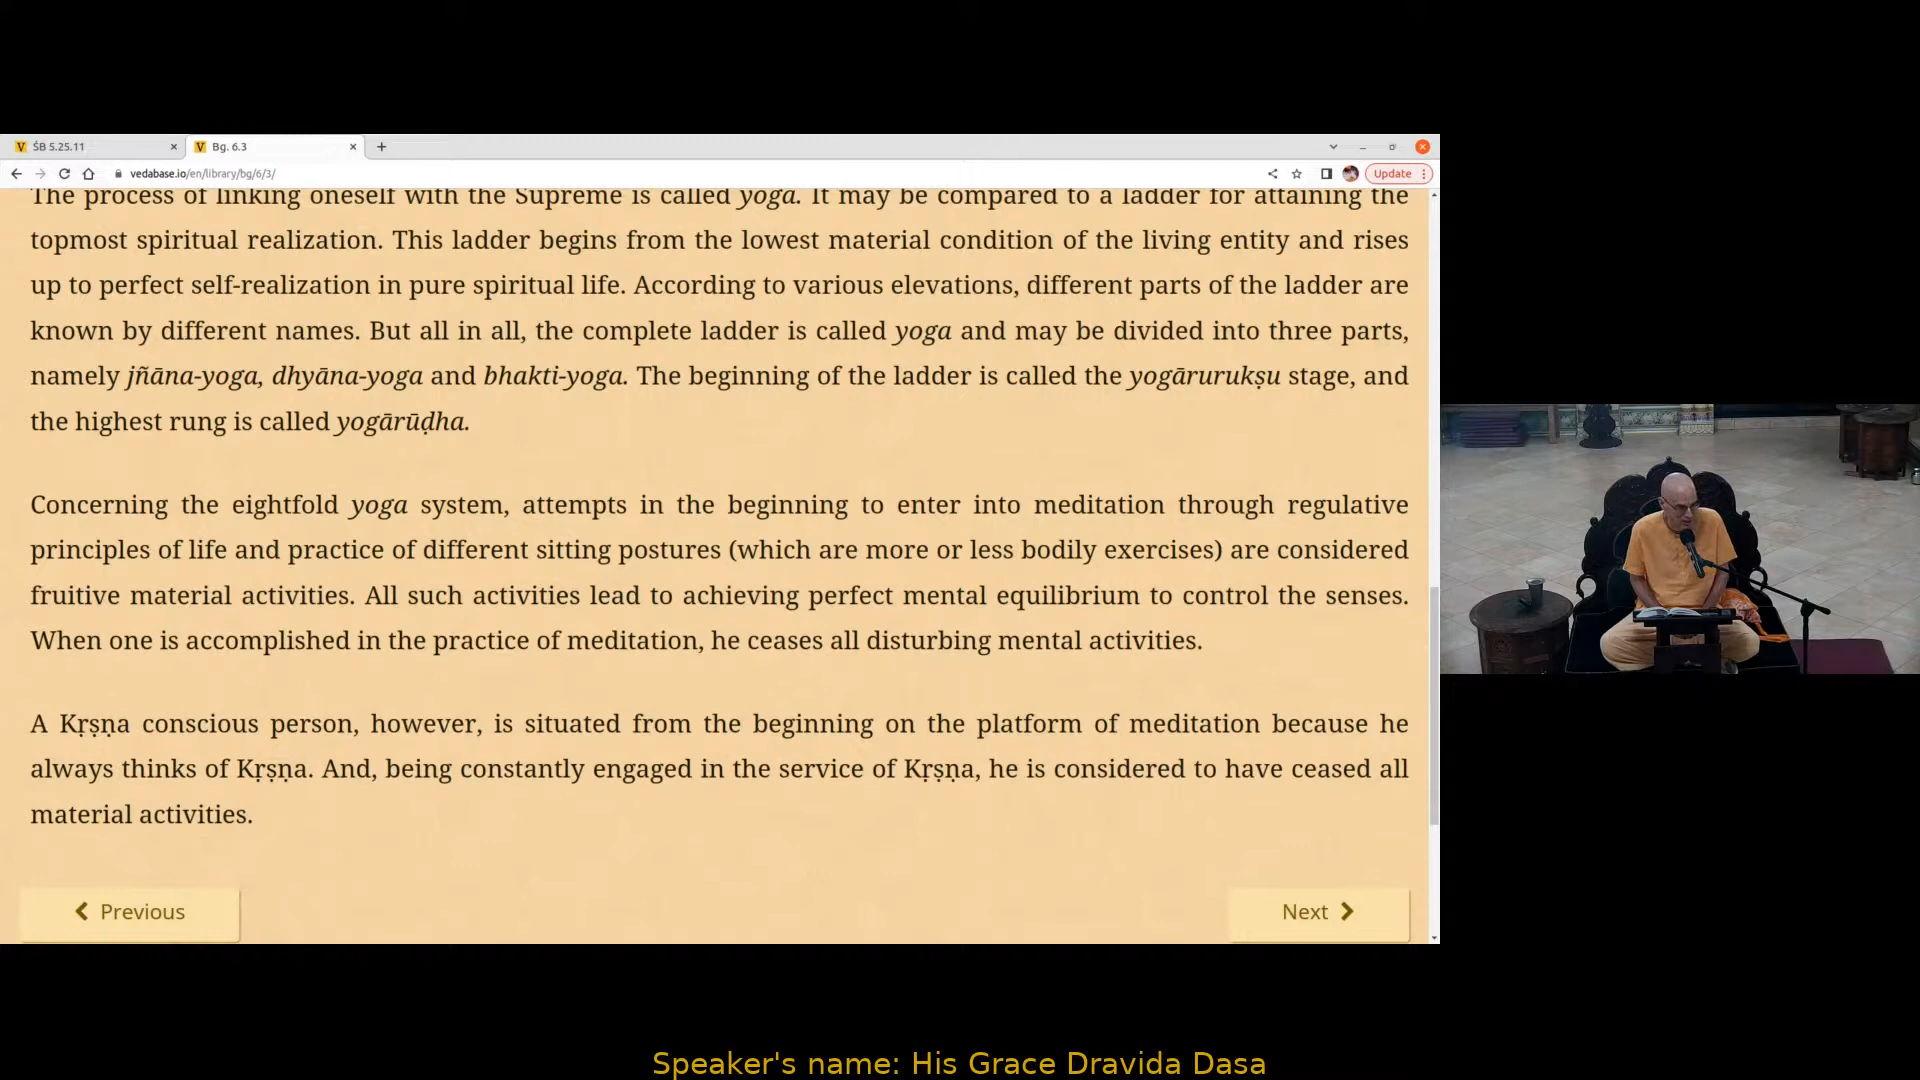 ŚB 5.25.11
Bg. 6.3
vedabase.io/en/library/bg/6/3/
Update
The process of linking oneself with the Supreme is called yoga. It may be compared to a ladder for attaining the
topmost spiritual realization. This ladder begins from the lowest material condition of the living entity and rises
up to perfect self-realization in pure spiritual life. According to various elevations, different parts of the ladder are
known by different names. But all in all, the complete ladder is called yoga and may be divided into three parts,
namely jñāna-yoga, dhyāna-yoga and bhakti-yoga. The beginning of the ladder is called the yogārurukṣu stage, and
the highest rung is called yogārūḍha.
Concerning the eightfold yoga system, attempts in the beginning to enter into meditation through regulative
principles of life and practice of different sitting postures (which are more or less bodily exercises) are considered
fruitive material activities. All such activities lead to achieving perfect mental equilibrium to control the senses.
When one is accomplished in the practice of meditation, he ceases all disturbing mental activities.
A Kṛṣṇa conscious person, however, is situated from the beginning on the platform of meditation because he
always thinks of Kṛṣṇa. And, being constantly engaged in the service of Kṛṣṇa, he is considered to have ceased all
material activities.
Previous
Next
Speaker's name: His Grace Dravida Dasa